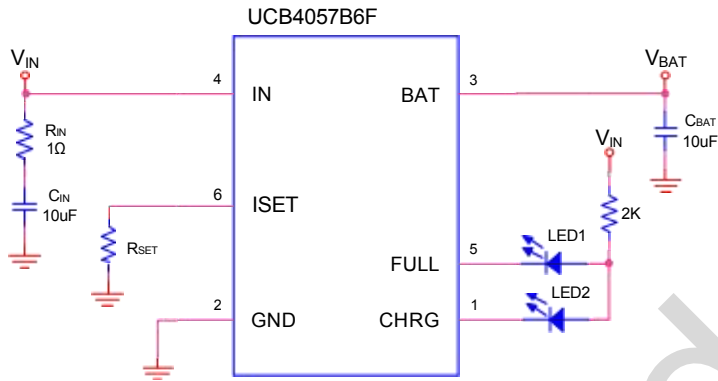 UCB4057B6F
VIN
4
IN
BAT
3
VBAT
RIN
1Ω
CIN
10uF
6
ISET
RSET
VIN
CBAT
10uF
2K
LED1
FULL
5
LED2
2
GND
CHRG
1